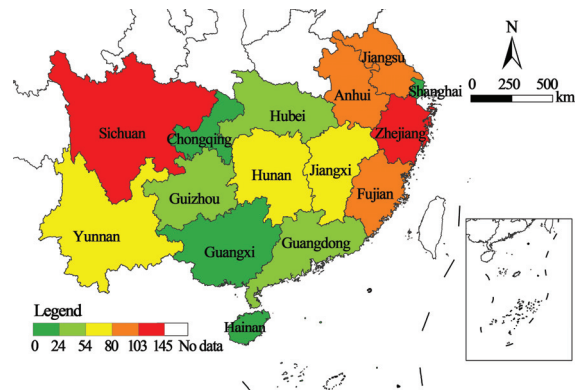 N
0 250 500
km
Jiangsu
Anhui
Shanghai
Hubei
Sichuan
Chongqing
Zhejiang
Hunan
Jiangxi
Guizhou
Fujian
Yunnan
Guangxi
Guangdong
Hainan
Legend
0 24 54 80 103 145 No data